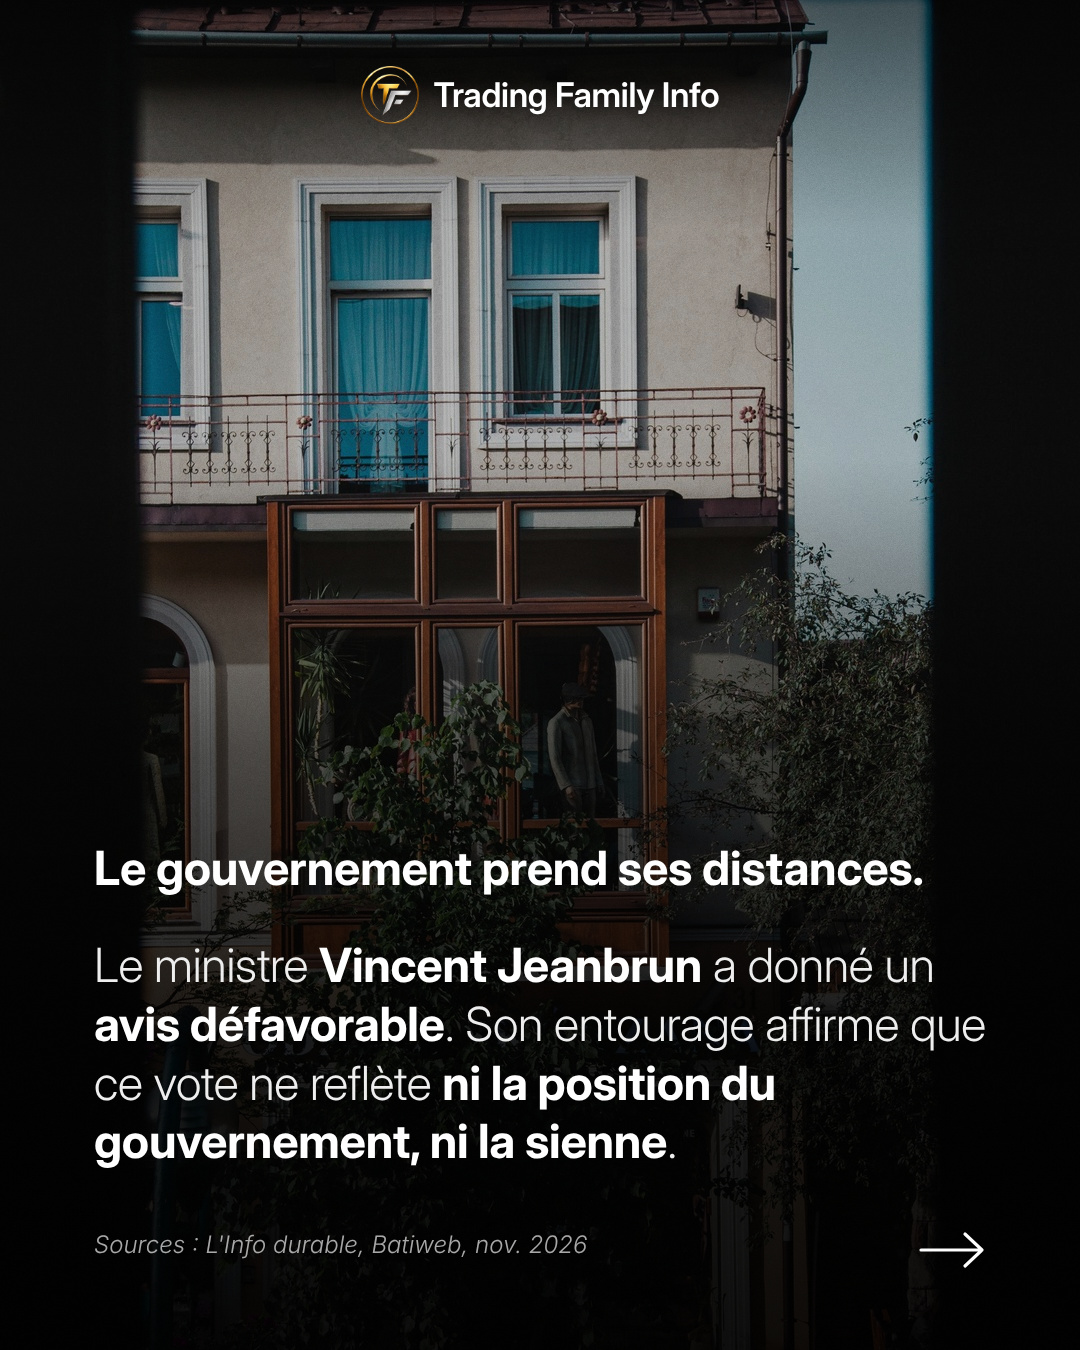 TF
Trading Family Info
Le gouvernement prend ses distances.
Le ministre Vincent Jeanbrun a donné un
avis défavorable. Son entourage affirme que
ce vote ne reflète ni la position du
gouvernement, ni la sienne.
Sources : L'Info durable, Batiweb, nov. 2026